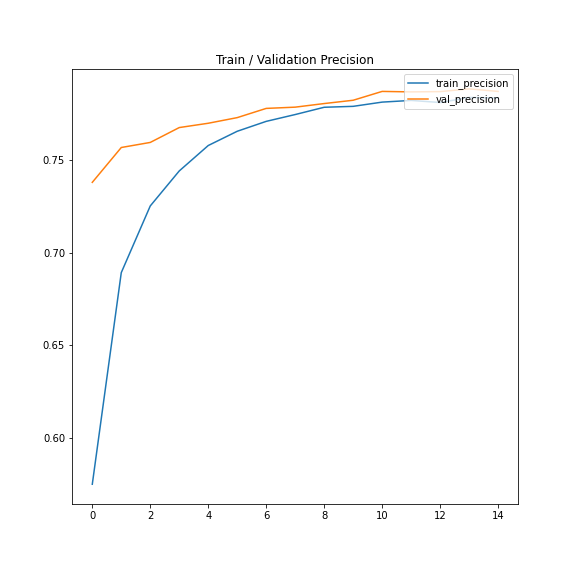 Train / Validation Precision
train_precision
val_precision
0.75
0.70
0.65
0.60
0 2 4 6 8 10 12 14